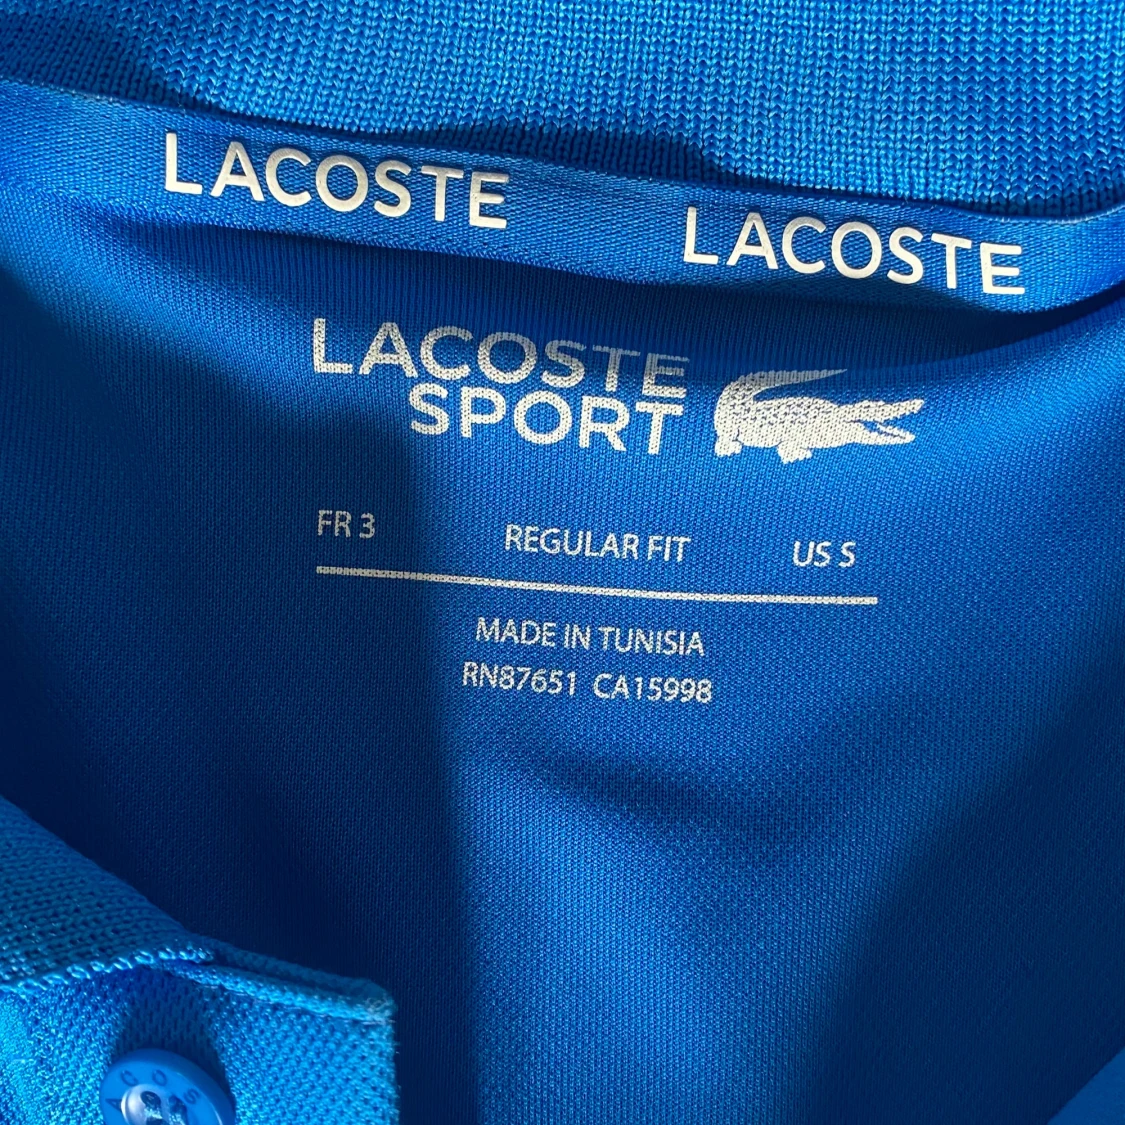 LACOSTE LACOSTE
LACOSTE
SPORT
FR 3 REGULAR FIT US S
MADE IN TUNISIA
RN87651 CA15998